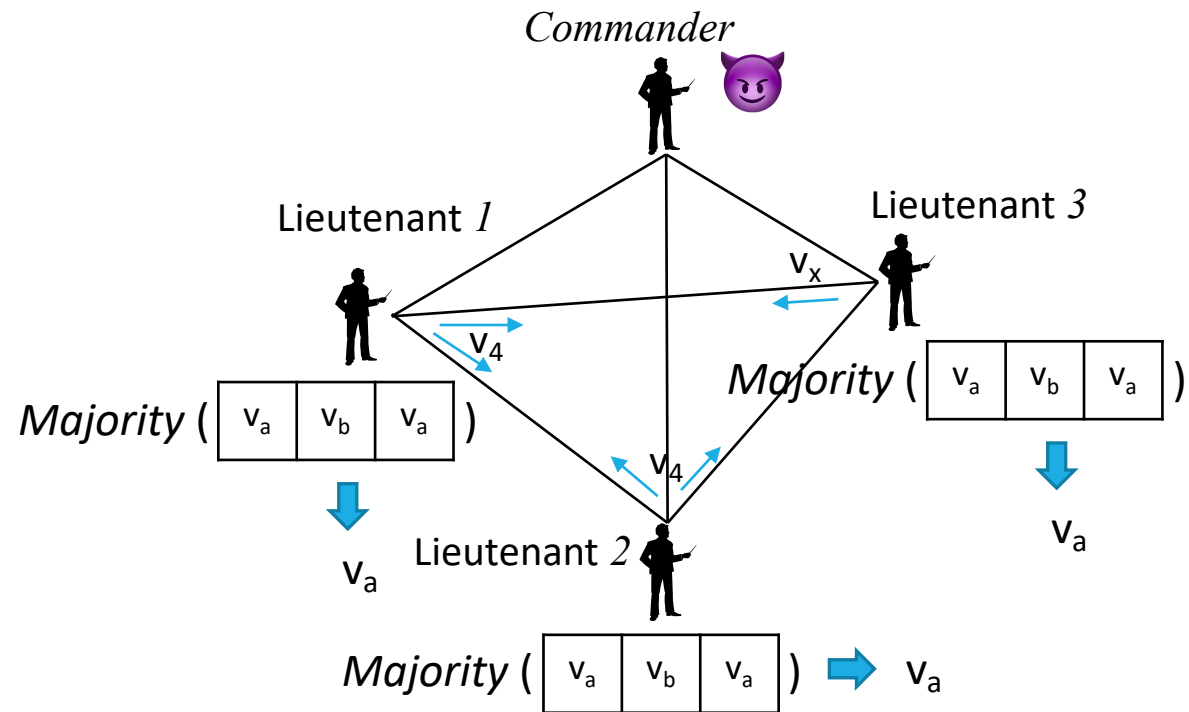 Commander
Lieutenant 1
Lieutenant 3
vx
v4
Majority ( va vb va )
Majority ( va vb va )
v4
va
va
Lieutenant 2
Majority ( va vb va ) va